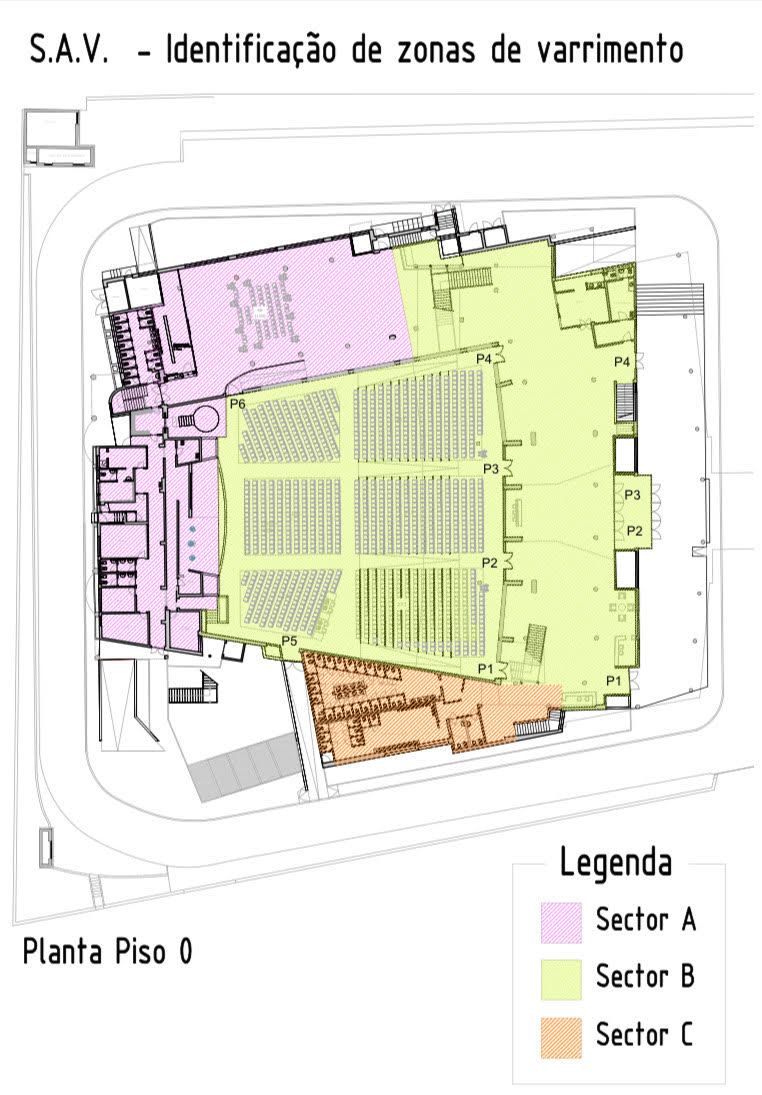 S.A.V. - Identificação de zonas de varrimento
P4
P4
P6
P3
P3
P2
P2
P5
P1
P1
Legenda
Sector A
Planta Piso 0
Sector B
Sector C